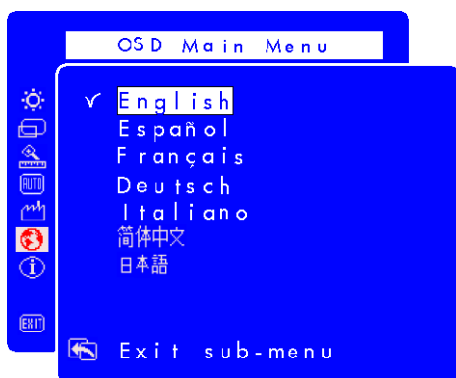 OSD Main Menu
✓ English
Español
Français
Deutsch
Italiano
简体中文
日本語
AUTO
EXIT
Exit sub-menu